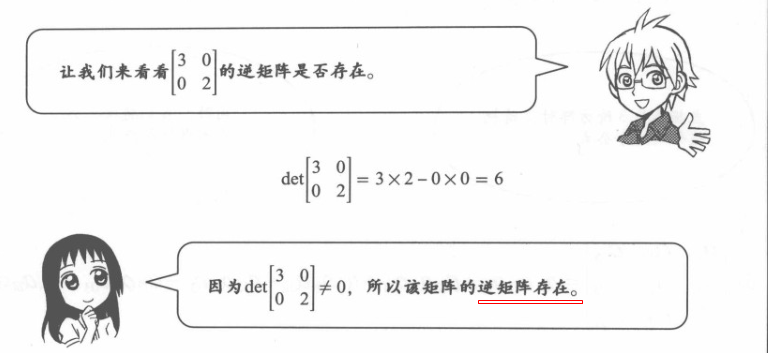 让我们来看看[3 0; 0 2]的逆矩阵是否存在。
det[3 0; 0 2] = 3×2－0×0 = 6
因为det[3 0; 0 2]≠0，所以该矩阵的逆矩阵存在。